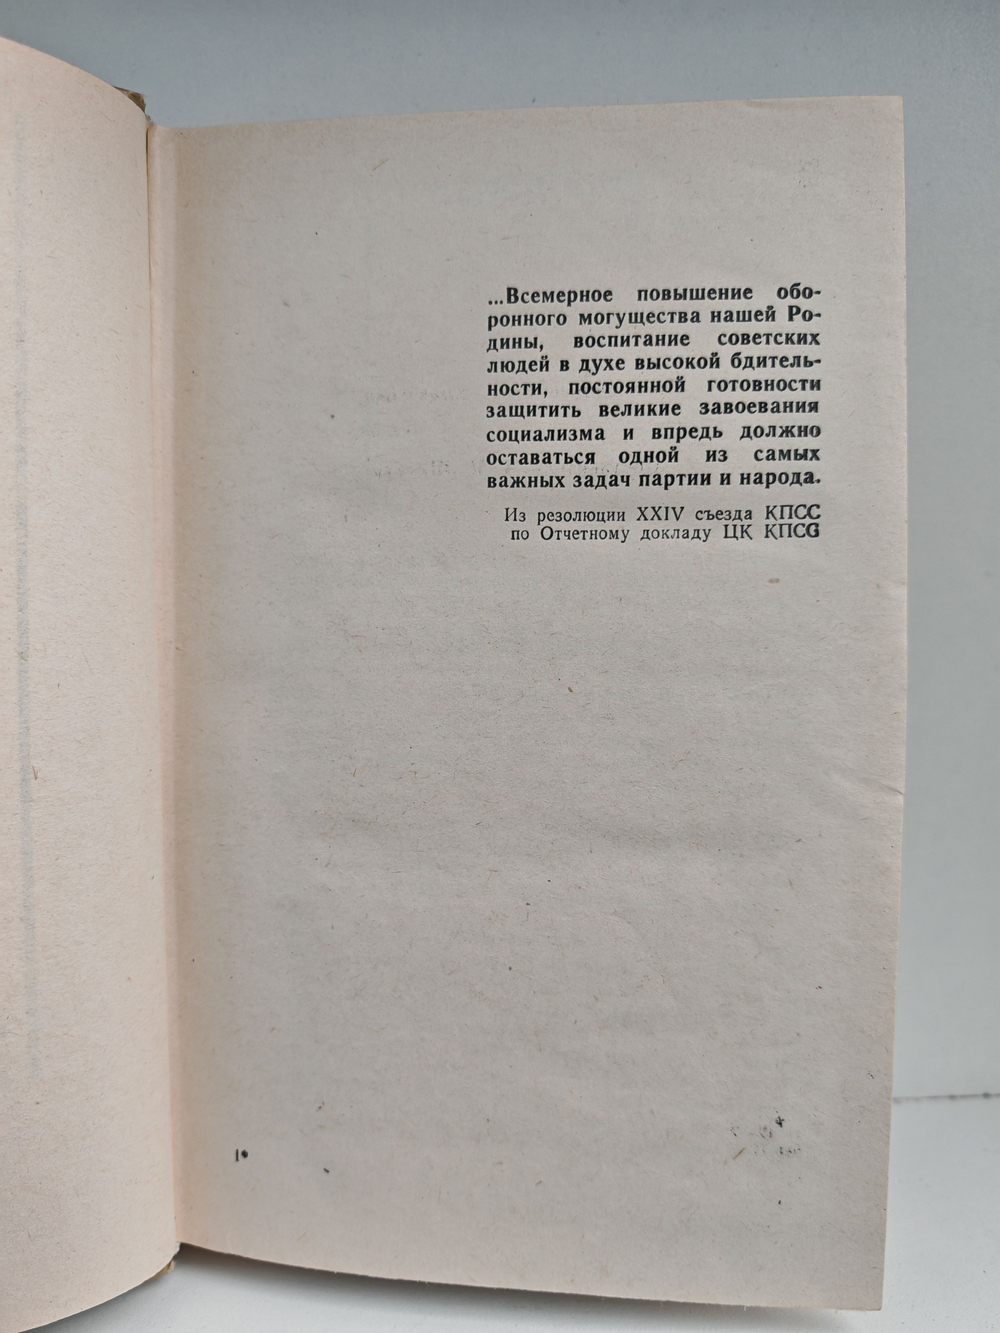 ...Всемерное повышение обо-
ронного могущества нашей Ро-
дины, воспитание советских
людей в духе высокой бдитель-
ности, постоянной готовности
защитить великие завоевания
социализма и впредь должно
оставаться одной из самых
важных задач партии и народа.
Из резолюции XXIV съезда КПСС
по Отчетному докладу ЦК КПСС
1*